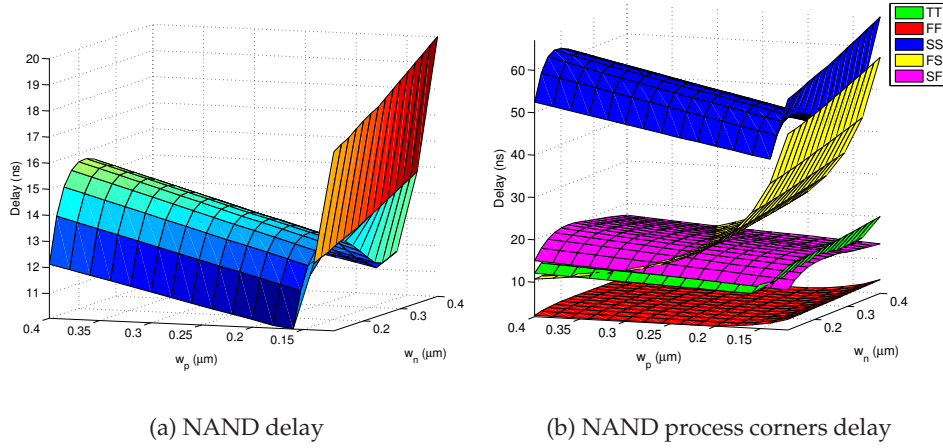 20
19
18
17
16
15
14
13
12
11
Delay (ns)
0.4
0.35
0.3
0.25
0.2
0.15
w_p (μm)
0.2
0.3
0.4
w_n (μm)
(a) NAND delay
TT
FF
SS
FS
SF
60
50
40
30
20
10
Delay (ns)
0.4
0.35
0.3
0.25
0.2
0.15
w_p (μm)
0.2
0.3
0.4
w_n (μm)
(b) NAND process corners delay